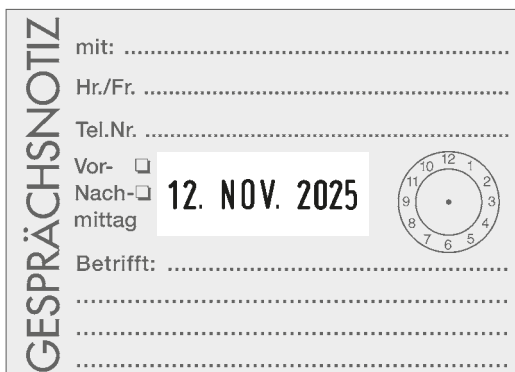 GESPRÄCHSNOTIZ
mit: ........................................................
Hr./Fr. ........................................................
Tel.Nr. ........................................................
Vor- ❏
Nach-❏
mittag
12. NOV. 2025
12 1 2 3 4 5 6 7 8 9 10 11
Betrifft: ........................................................